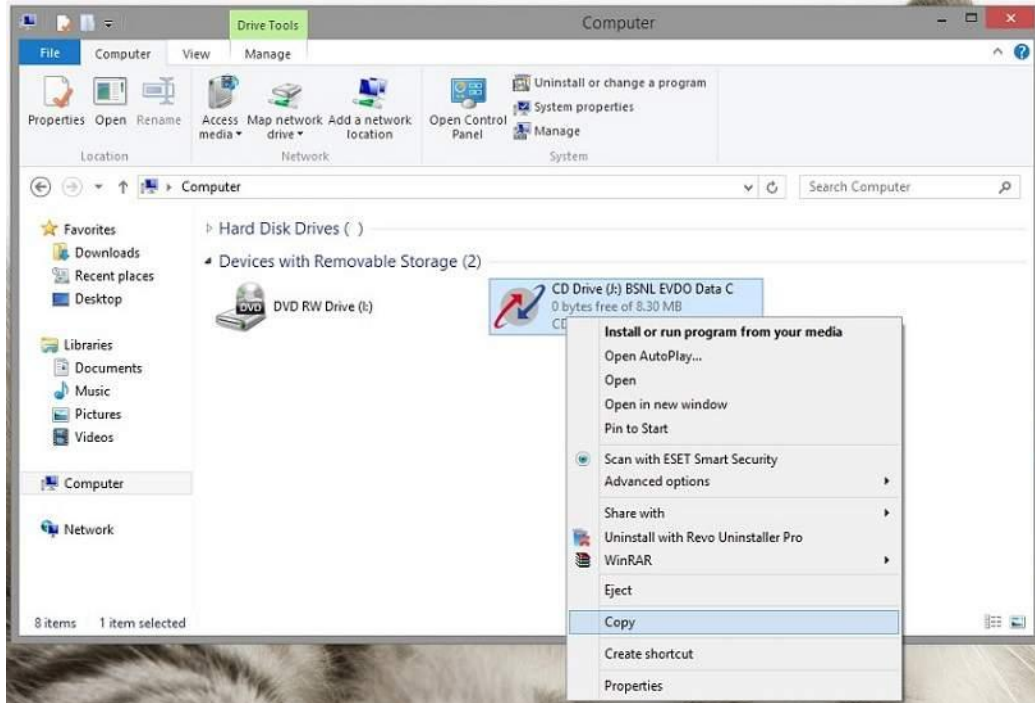 Drive Tools
Computer
File
Computer
View
Manage
Properties
Open
Rename
Access media
Map network drive
Add a network location
Open Control Panel
Uninstall or change a program
System properties
Manage
Location
Network
System
Computer
Search Computer
Favorites
Downloads
Recent places
Desktop
Libraries
Documents
Music
Pictures
Videos
Computer
Network
Hard Disk Drives ( )
Devices with Removable Storage (2)
DVD
DVD RW Drive (I:)
CD Drive (J:) BSNL EVDO Data C
0 bytes free of 8.30 MB
CD
Install or run program from your media
Open AutoPlay...
Open
Open in new window
Pin to Start
Scan with ESET Smart Security
Advanced options
Share with
Uninstall with Revo Uninstaller Pro
WinRAR
Eject
Copy
Create shortcut
Properties
8 items
1 item selected